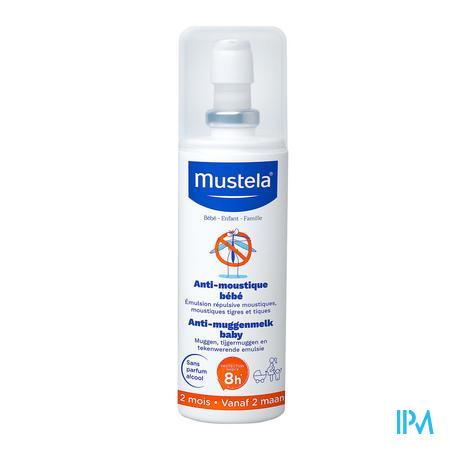 mustela®
Bébé - Enfant - Famille
Anti-moustique
bébé
Émulsion répulsive moustiques,
moustiques tigres et tiques
Anti-muggenmelk
baby
Muggen, tijgermuggen en
tekenwerende emulsie
Sans
parfum
alcool
8h
2 mois • Vanaf 2 maan
IPM